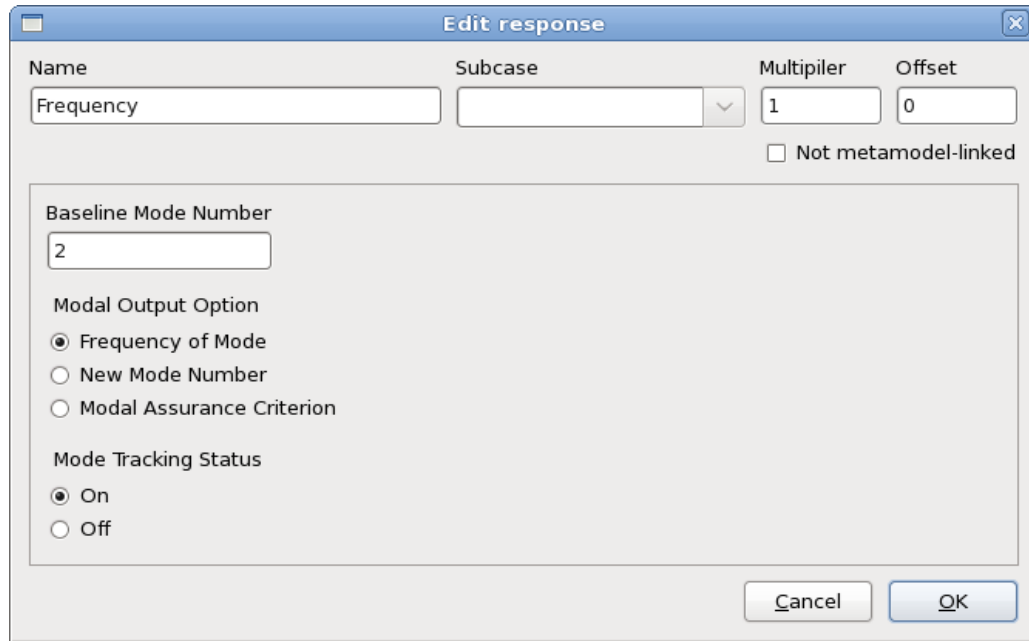 Edit response
Name Subcase Multipiler Offset
Frequency 1 0
Not metamodel-linked
Baseline Mode Number
2
Modal Output Option
Frequency of Mode
New Mode Number
Modal Assurance Criterion
Mode Tracking Status
On
Off
Cancel OK